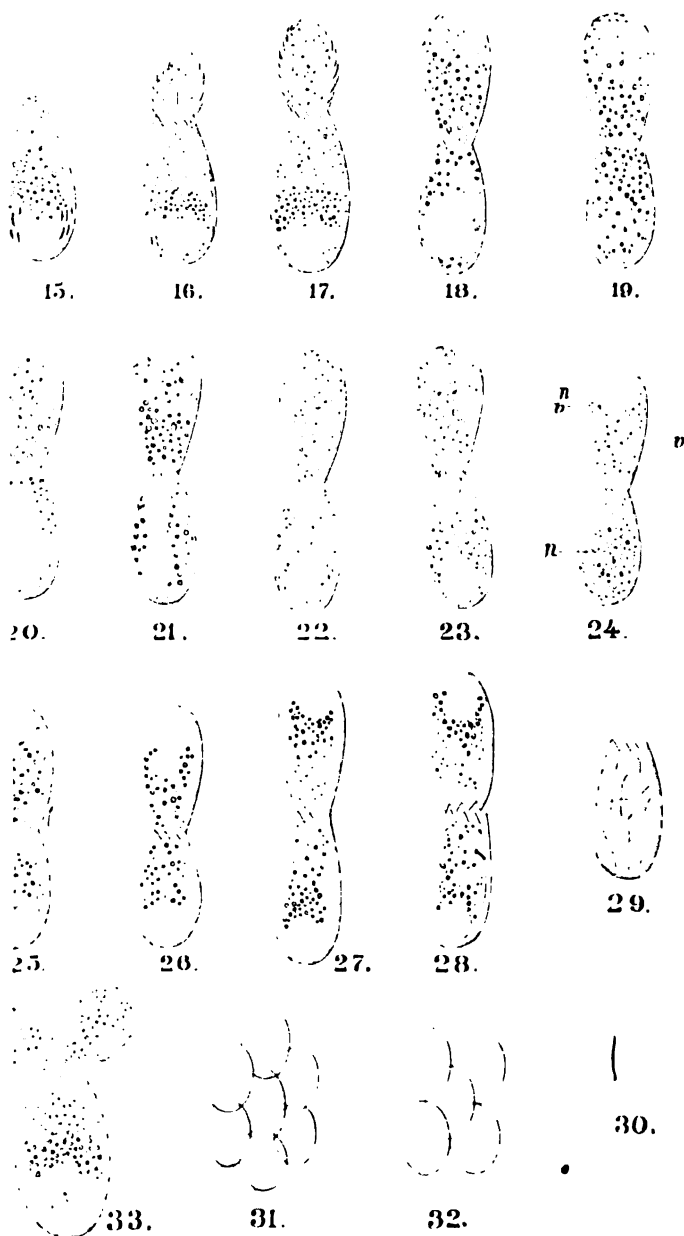 15. 16. 17. 18. 19.
n
v
v
n
20. 21. 22. 23. 24.
29.
25. 26. 27. 28.
30.
33. 31. 32.